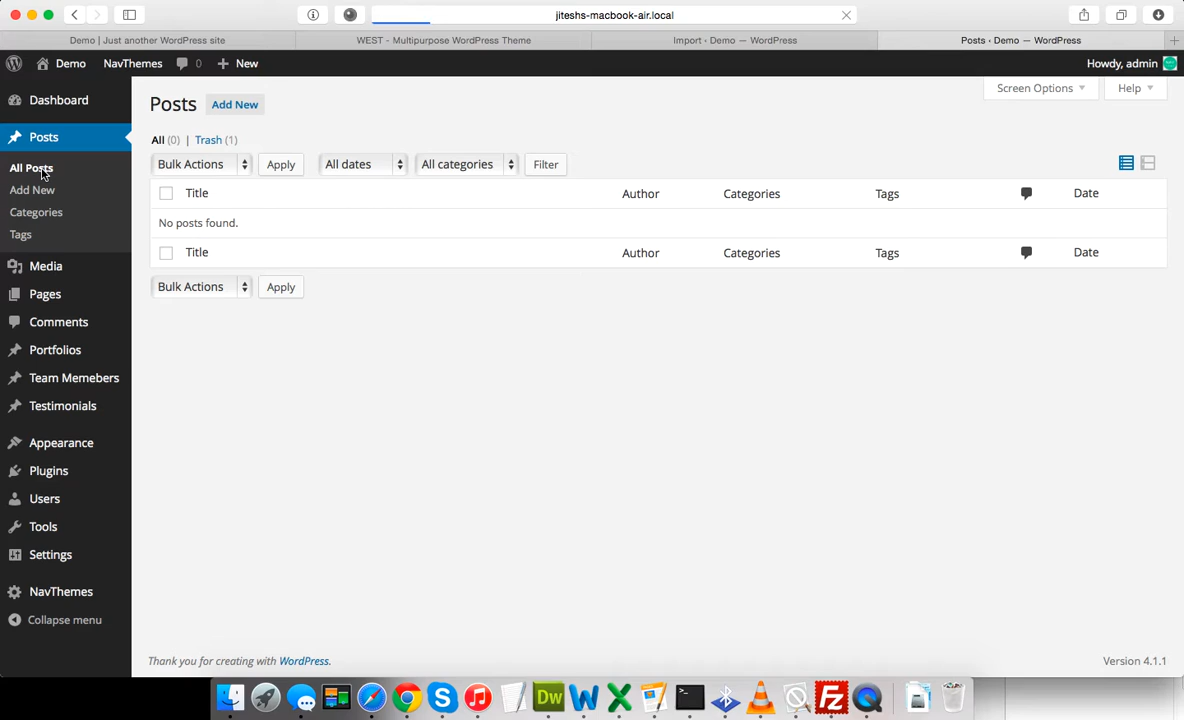 jiteshs-macbook-air.local
Demo | Just another WordPress site
WEST - Multipurpose WordPress Theme
Import ‹ Demo — WordPress
Posts ‹ Demo — WordPress
Demo
NavThemes
0
New
Howdy, admin
Dashboard
Posts
All Posts
Add New
Categories
Tags
Media
Pages
Comments
Portfolios
Team Memebers
Testimonials
Appearance
Plugins
Users
Tools
Settings
NavThemes
Collapse menu
Posts Add New
Screen Options
Help
All (0) | Trash (1)
Bulk Actions Apply All dates All categories Filter
Title Author Categories Tags Date
No posts found.
Title Author Categories Tags Date
Bulk Actions Apply
Thank you for creating with WordPress.
Version 4.1.1
Dw
Fz